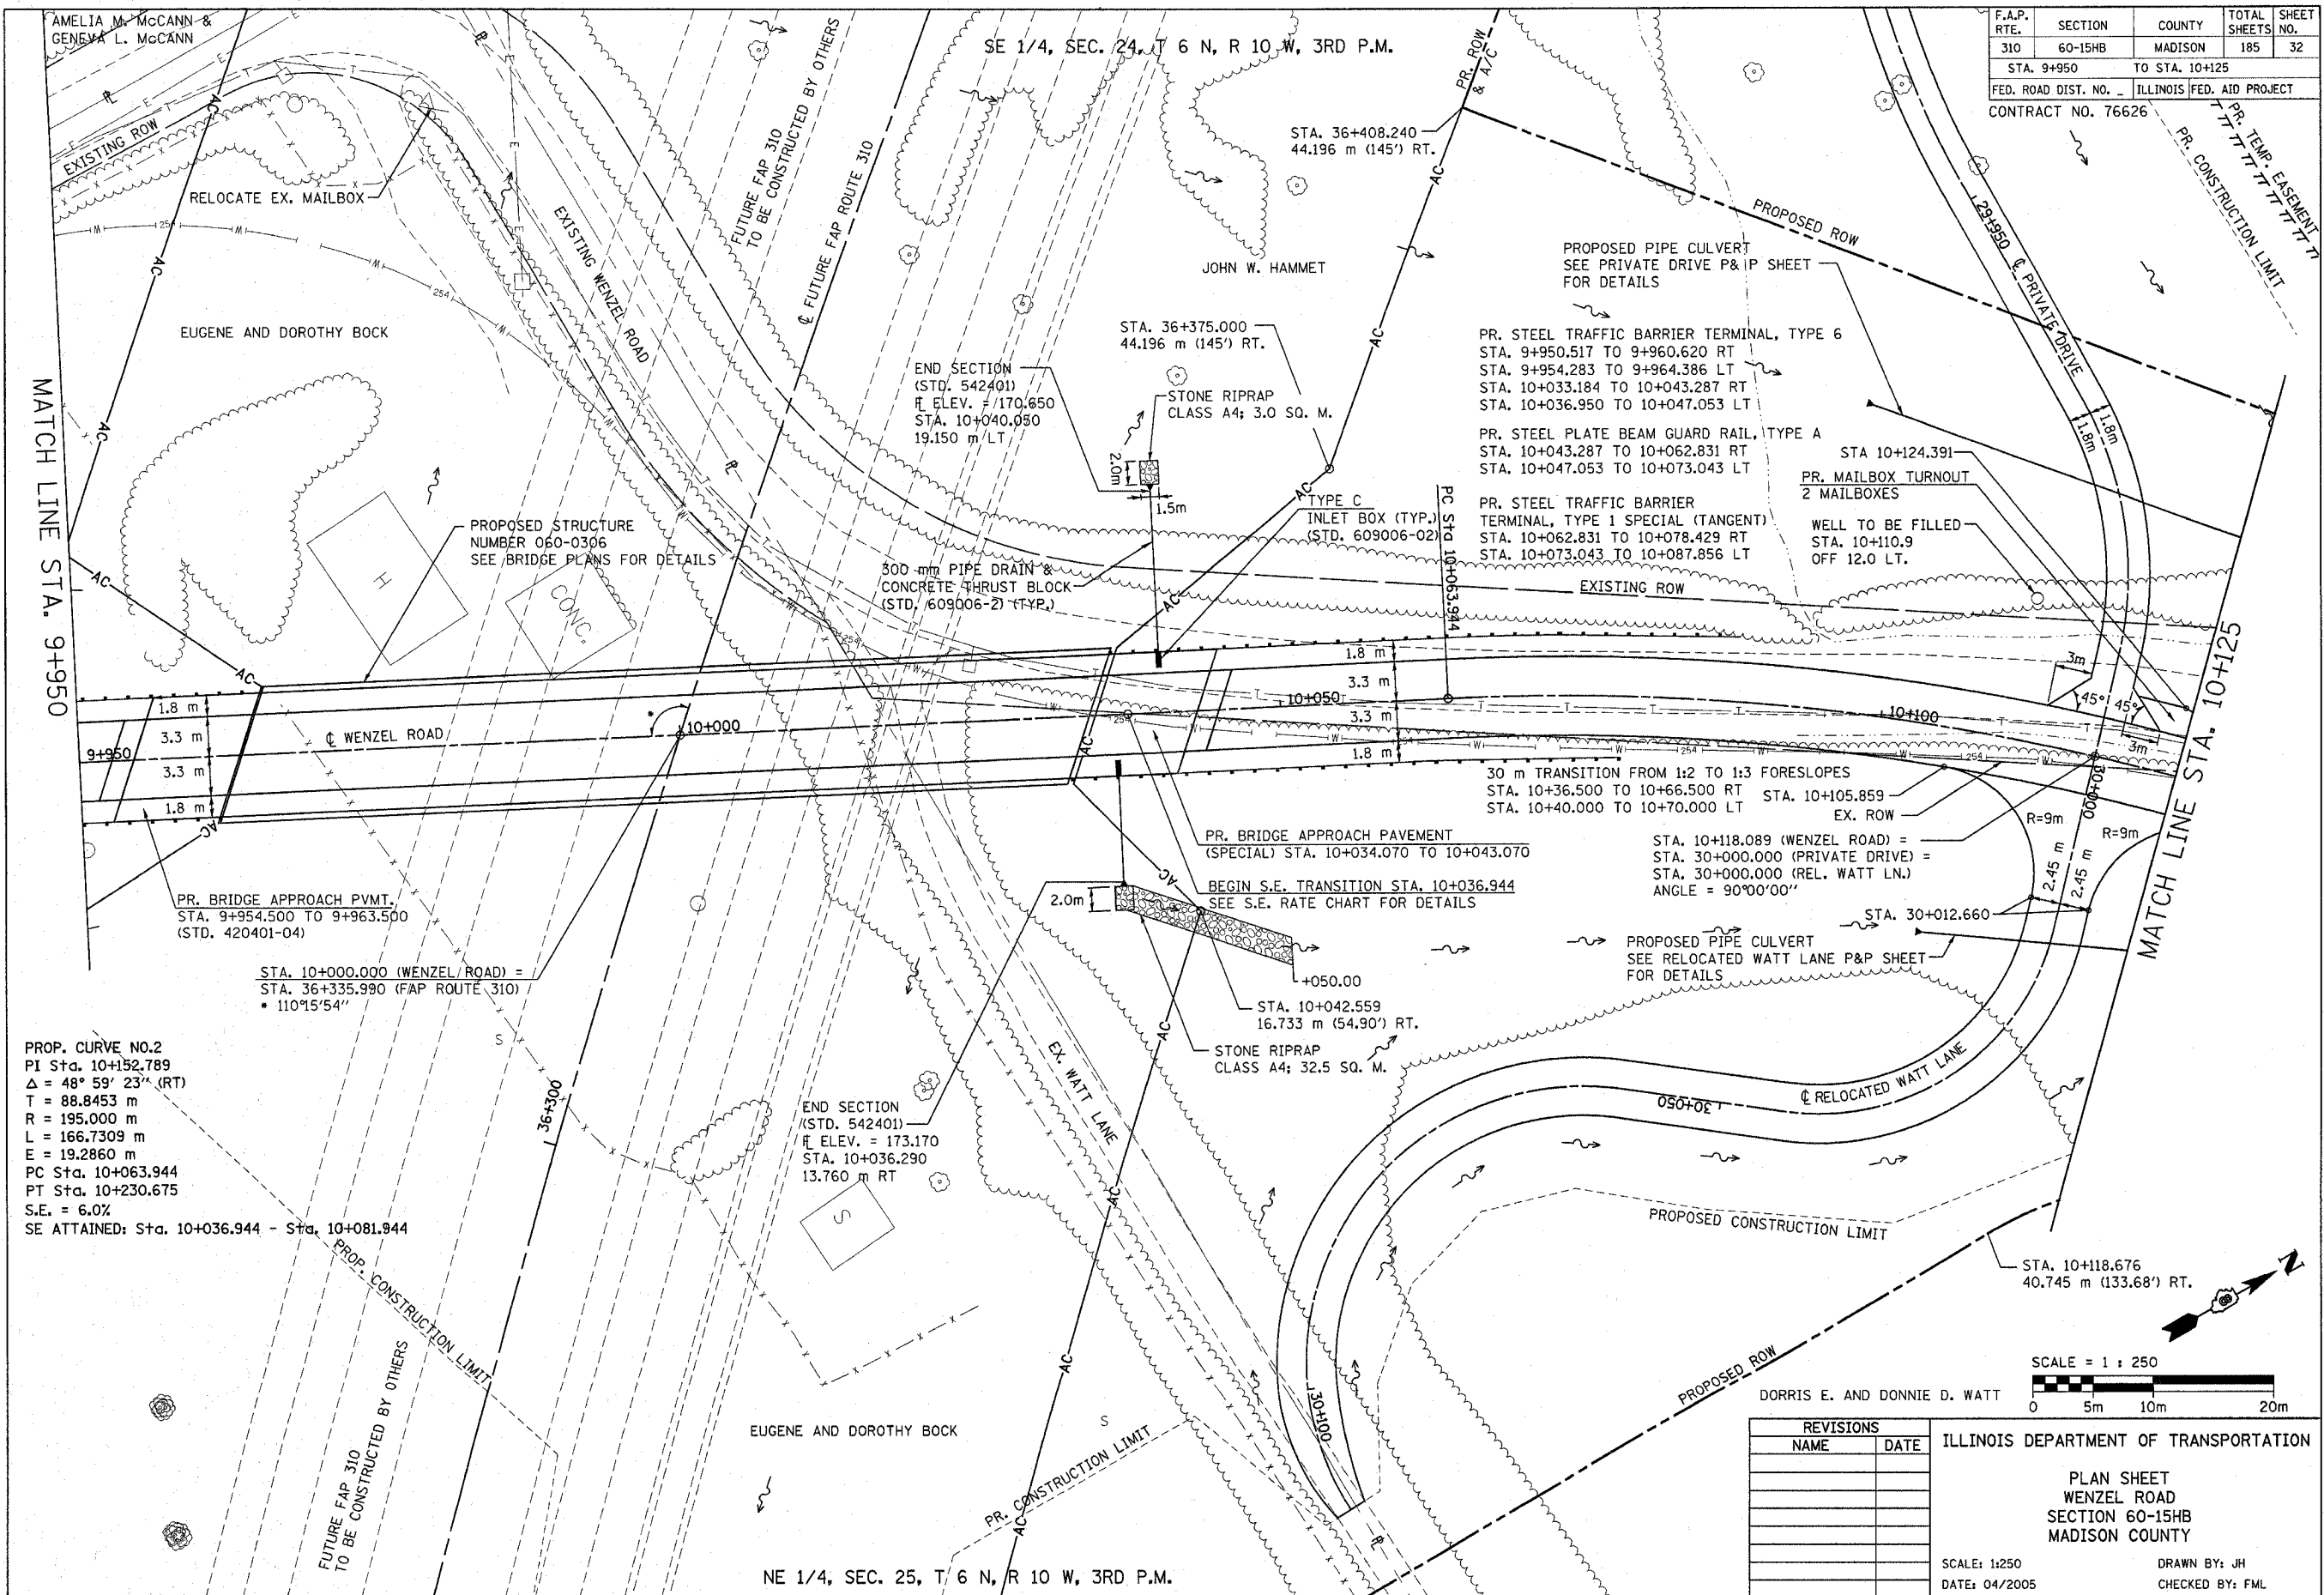 AMELIA M. McCANN &
GENEVA L. McCANN
SE 1/4, SEC. 24, T 6 N, R 10 W, 3RD P.M.
F.A.P. RTE. SECTION COUNTY TOTAL SHEETS SHEET NO.
310 60-15HB MADISON 185 32
STA. 9+950 TO STA. 10+125
FED. ROAD DIST. NO. _ ILLINOIS FED. AID PROJECT
CONTRACT NO. 76626
PR. TEMP. EASEMENT
PR. CONSTRUCTION LIMIT
EXISTING ROW
RELOCATE EX. MAILBOX
EXISTING WENZEL ROAD
FUTURE FAP 310
TO BE CONSTRUCTED BY OTHERS
℄ FUTURE FAP ROUTE 310
PR. ROW
& A/C
STA. 36+408.240
44.196 m (145') RT.
PROPOSED ROW
29+950
℄ PRIVATE DRIVE
1.8m
1.8m
JOHN W. HAMMET
EUGENE AND DOROTHY BOCK
PROPOSED PIPE CULVERT
SEE PRIVATE DRIVE P&P SHEET
FOR DETAILS
STA. 36+375.000
44.196 m (145') RT.
END SECTION
(STD. 542401)
FL ELEV. = 170.650
STA. 10+040.050
19.150 m LT
STONE RIPRAP
CLASS A4; 3.0 SQ. M.
2.0m
1.5m
PR. STEEL TRAFFIC BARRIER TERMINAL, TYPE 6
STA. 9+950.517 TO 9+960.620 RT
STA. 9+954.283 TO 9+964.386 LT
STA. 10+033.184 TO 10+043.287 RT
STA. 10+036.950 TO 10+047.053 LT
PR. STEEL PLATE BEAM GUARD RAIL, TYPE A
STA. 10+043.287 TO 10+062.831 RT
STA. 10+047.053 TO 10+073.043 LT
PR. STEEL TRAFFIC BARRIER
TERMINAL, TYPE 1 SPECIAL (TANGENT)
STA. 10+062.831 TO 10+078.429 RT
STA. 10+073.043 TO 10+087.856 LT
STA 10+124.391
PR. MAILBOX TURNOUT
2 MAILBOXES
WELL TO BE FILLED
STA. 10+110.9
OFF 12.0 LT.
MATCH LINE STA. 9+950
PROPOSED STRUCTURE
NUMBER 060-0306
SEE BRIDGE PLANS FOR DETAILS
H
CONC.
300 mm PIPE DRAIN &
CONCRETE THRUST BLOCK
(STD. 609006-2) (TYP.)
TYPE C
INLET BOX (TYP.)
(STD. 609006-02)
PC Sta 10+063.944
EXISTING ROW
1.8 m
3.3 m
3.3 m
1.8 m
9+950
℄ WENZEL ROAD
*
10+000
10+050
10+100
1.8 m
3.3 m
3.3 m
1.8 m
3m
45° 45°
3m
30+000
MATCH LINE STA. 10+125
30 m TRANSITION FROM 1:2 TO 1:3 FORESLOPES
STA. 10+36.500 TO 10+66.500 RT
STA. 10+40.000 TO 10+70.000 LT
STA. 10+105.859
EX. ROW
R=9m
R=9m
2.45 m
2.45 m
PR. BRIDGE APPROACH PAVEMENT
(SPECIAL) STA. 10+034.070 TO 10+043.070
BEGIN S.E. TRANSITION STA. 10+036.944
SEE S.E. RATE CHART FOR DETAILS
STA. 10+118.089 (WENZEL ROAD) =
STA. 30+000.000 (PRIVATE DRIVE) =
STA. 30+000.000 (REL. WATT LN.)
ANGLE = 90°00'00''
STA. 30+012.660
PROPOSED PIPE CULVERT
SEE RELOCATED WATT LANE P&P SHEET
FOR DETAILS
PR. BRIDGE APPROACH PVMT.
STA. 9+954.500 TO 9+963.500
(STD. 420401-04)
2.0m
+050.00
STA. 10+042.559
16.733 m (54.90') RT.
STONE RIPRAP
CLASS A4; 32.5 SQ. M.
STA. 10+000.000 (WENZEL ROAD) =
STA. 36+335.990 (FAP ROUTE 310)
* 110°15'54''
PROP. CURVE NO.2
PI Sta. 10+152.789
Δ = 48° 59' 23'' (RT)
T = 88.8453 m
R = 195.000 m
L = 166.7309 m
E = 19.2860 m
PC Sta. 10+063.944
PT Sta. 10+230.675
S.E. = 6.0%
SE ATTAINED: Sta. 10+036.944 - Sta. 10+081.944
36+300
END SECTION
(STD. 542401)
FL ELEV. = 173.170
STA. 10+036.290
13.760 m RT
S
EX. WATT LANE
℄ RELOCATED WATT LANE
30+050
30+100
PROPOSED CONSTRUCTION LIMIT
STA. 10+118.676
40.745 m (133.68') RT.
PROP. CONSTRUCTION LIMIT
FUTURE FAP 310
TO BE CONSTRUCTED BY OTHERS
EUGENE AND DOROTHY BOCK
PR. CONSTRUCTION LIMIT
PROPOSED ROW
N
DORRIS E. AND DONNIE D. WATT
SCALE = 1 : 250
0 5m 10m 20m
NE 1/4, SEC. 25, T 6 N, R 10 W, 3RD P.M.
REVISIONS
NAME DATE
ILLINOIS DEPARTMENT OF TRANSPORTATION
PLAN SHEET
WENZEL ROAD
SECTION 60-15HB
MADISON COUNTY
SCALE: 1:250 DRAWN BY: JH
DATE: 04/2005 CHECKED BY: FML